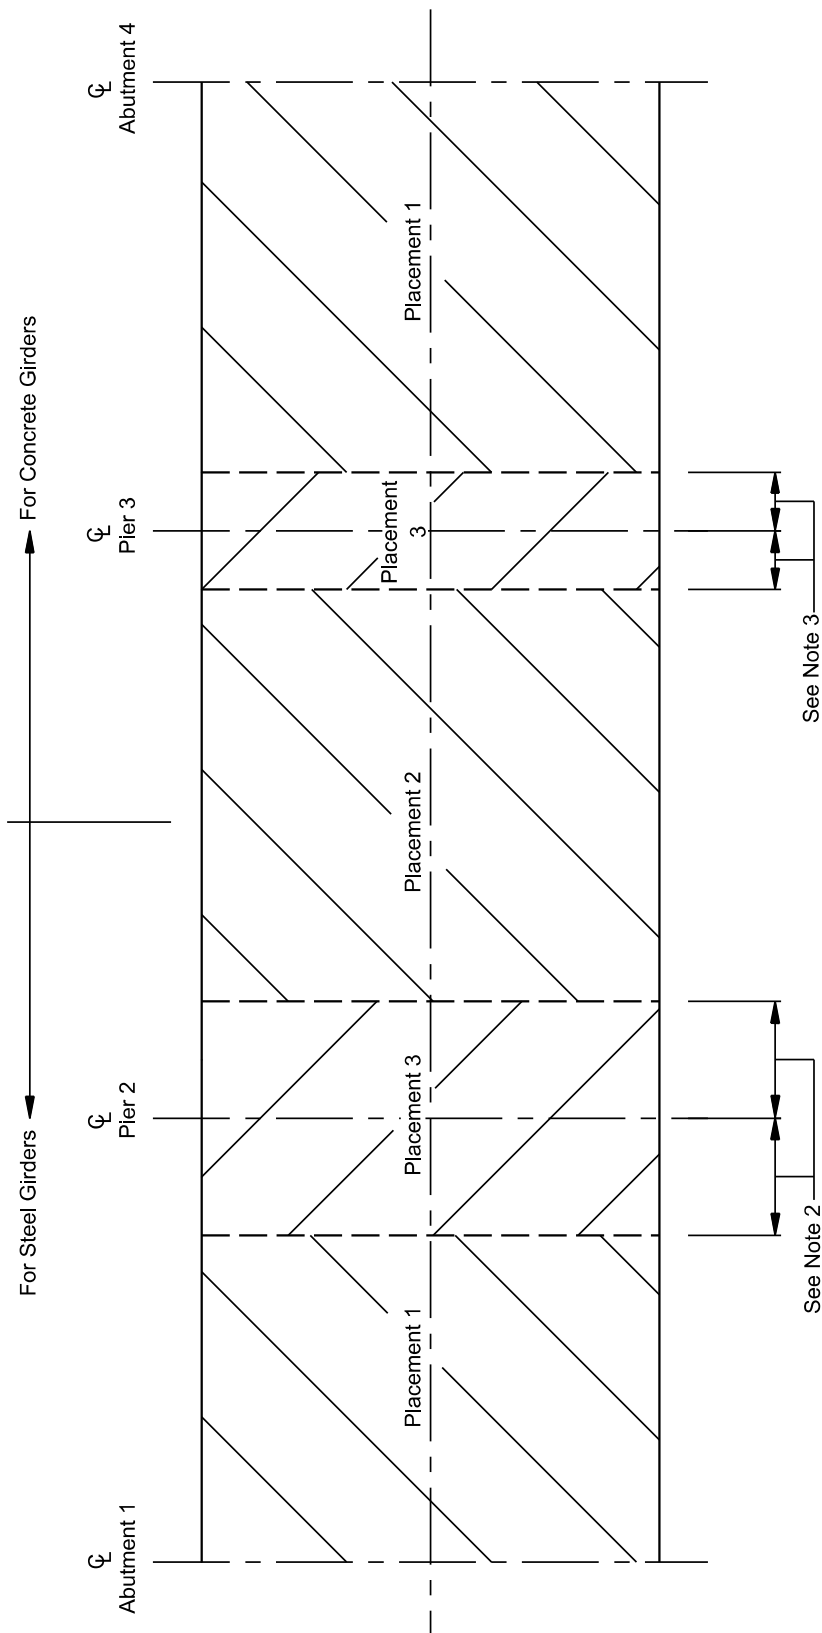 For Steel Girders
For Concrete Girders
℄
Abutment 1
℄
Pier 2
℄
Pier 3
℄
Abutment 4
Placement 1
Placement 3
Placement 2
Placement
3
Placement 1
See Note 2
See Note 3